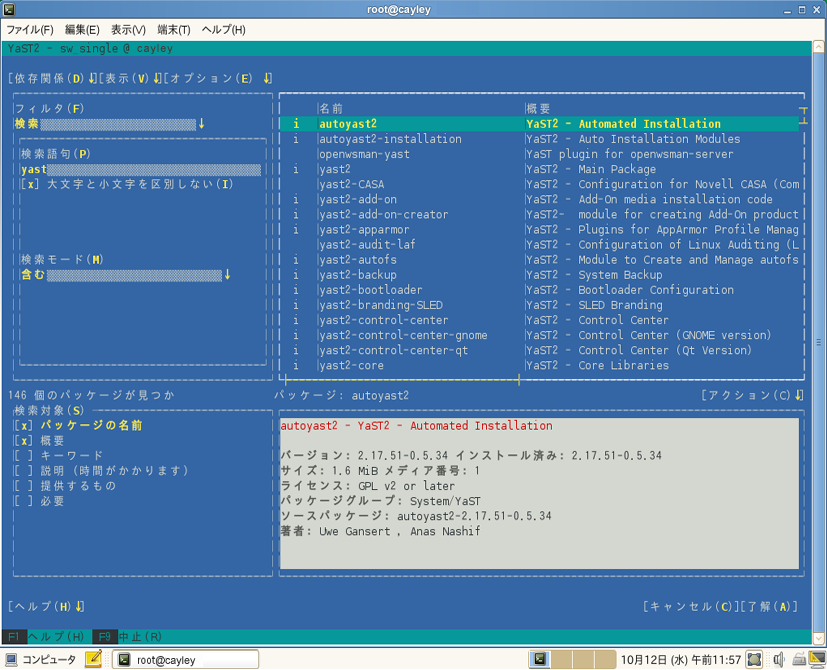 root@cayley
ファイル(F) 編集(E) 表示(V) 端末(T) ヘルプ(H)
YaST2 - sw_single @ cayley
[依存関係(D)↓][表示(V)↓][オプション(E) ↓]
フィルタ(F)
検索 ↓
検索語句(P)
yast
[x] 大文字と小文字を区別しない(I)
検索モード(M)
含む ↓
146 個のパッケージが見つか
検索対象(S)
[x] パッケージの名前
[x] 概要
[ ] キーワード
[ ] 説明 (時間がかかります)
[ ] 提供するもの
[ ] 必要
名前 概要
i autoyast2 YaST2 - Automated Installation
i autoyast2-installation YaST2 - Auto Installation Modules
openwsman-yast YaST plugin for openwsman-server
i yast2 YaST2 - Main Package
yast2-CASA YaST2 - Configuration for Novell CASA (Com
i yast2-add-on YaST2 - Add-On media installation code
i yast2-add-on-creator YaST2- module for creating Add-On product
i yast2-apparmor YaST2 - Plugins for AppArmor Profile Manag
yast2-audit-laf YaST2 - Configuration of Linux Auditing (L
i yast2-autofs YaST2 - Module to Create and Manage autofs
i yast2-backup YaST2 - System Backup
i yast2-bootloader YaST2 - Bootloader Configuration
i yast2-branding-SLED YaST2 - SLED Branding
i yast2-control-center YaST2 - Control Center
i yast2-control-center-gnome YaST2 - Control Center (GNOME version)
i yast2-control-center-qt YaST2 - Control Center (Qt Version)
i yast2-core YaST2 - Core Libraries
パッケージ: autoyast2 [アクション(C)↓]
autoyast2 - YaST2 - Automated Installation
バージョン: 2.17.51-0.5.34 インストール済み: 2.17.51-0.5.34
サイズ: 1.6 MiB メディア番号: 1
ライセンス: GPL v2 or later
パッケージグループ: System/YaST
ソースパッケージ: autoyast2-2.17.51-0.5.34
著者: Uwe Gansert , Anas Nashif
[ヘルプ(H)↓] [キャンセル(C)][了解(A)]
F1 ヘルプ(H) F9 中止(R)
コンピュータ root@cayley 10月12日 (水) 午前11:57